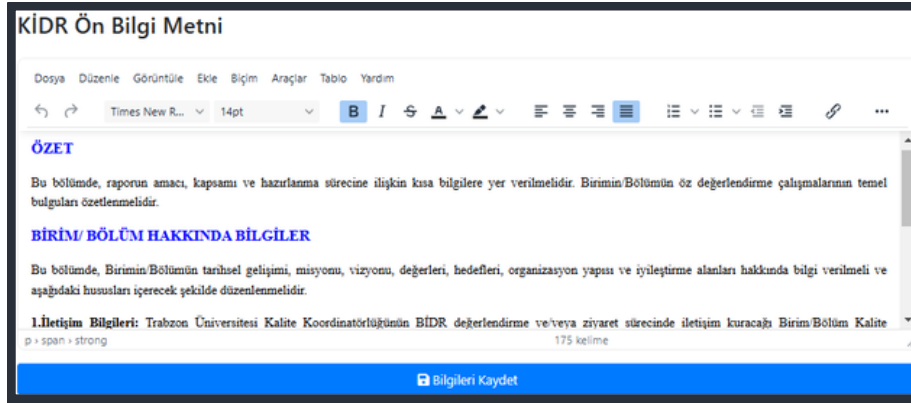 KİDR Ön Bilgi Metni
Dosya Düzenle Görüntüle Ekle Biçim Araçlar Tablo Yardım
Times New R... 14pt B I S A
ÖZET
Bu bölümde, raporun amacı, kapsamı ve hazırlanma sürecine ilişkin kısa bilgilere yer verilmelidir. Birimin/Bölümün öz değerlendirme çalışmalarının temel
bulguları özetlenmelidir.
BİRİM/ BÖLÜM HAKKINDA BİLGİLER
Bu bölümde, Birimin/Bölümün tarihsel gelişimi, misyonu, vizyonu, değerleri, hedefleri, organizasyon yapısı ve iyileştirme alanları hakkında bilgi verilmeli ve
aşağıdaki hususları içerecek şekilde düzenlenmelidir.
1.İletişim Bilgileri: Trabzon Üniversitesi Kalite Koordinatörlüğünün BİDR değerlendirme ve/veya ziyaret sürecinde iletişim kuracağı Birim/Bölüm Kalite
p › span › strong 175 kelime
Bilgileri Kaydet